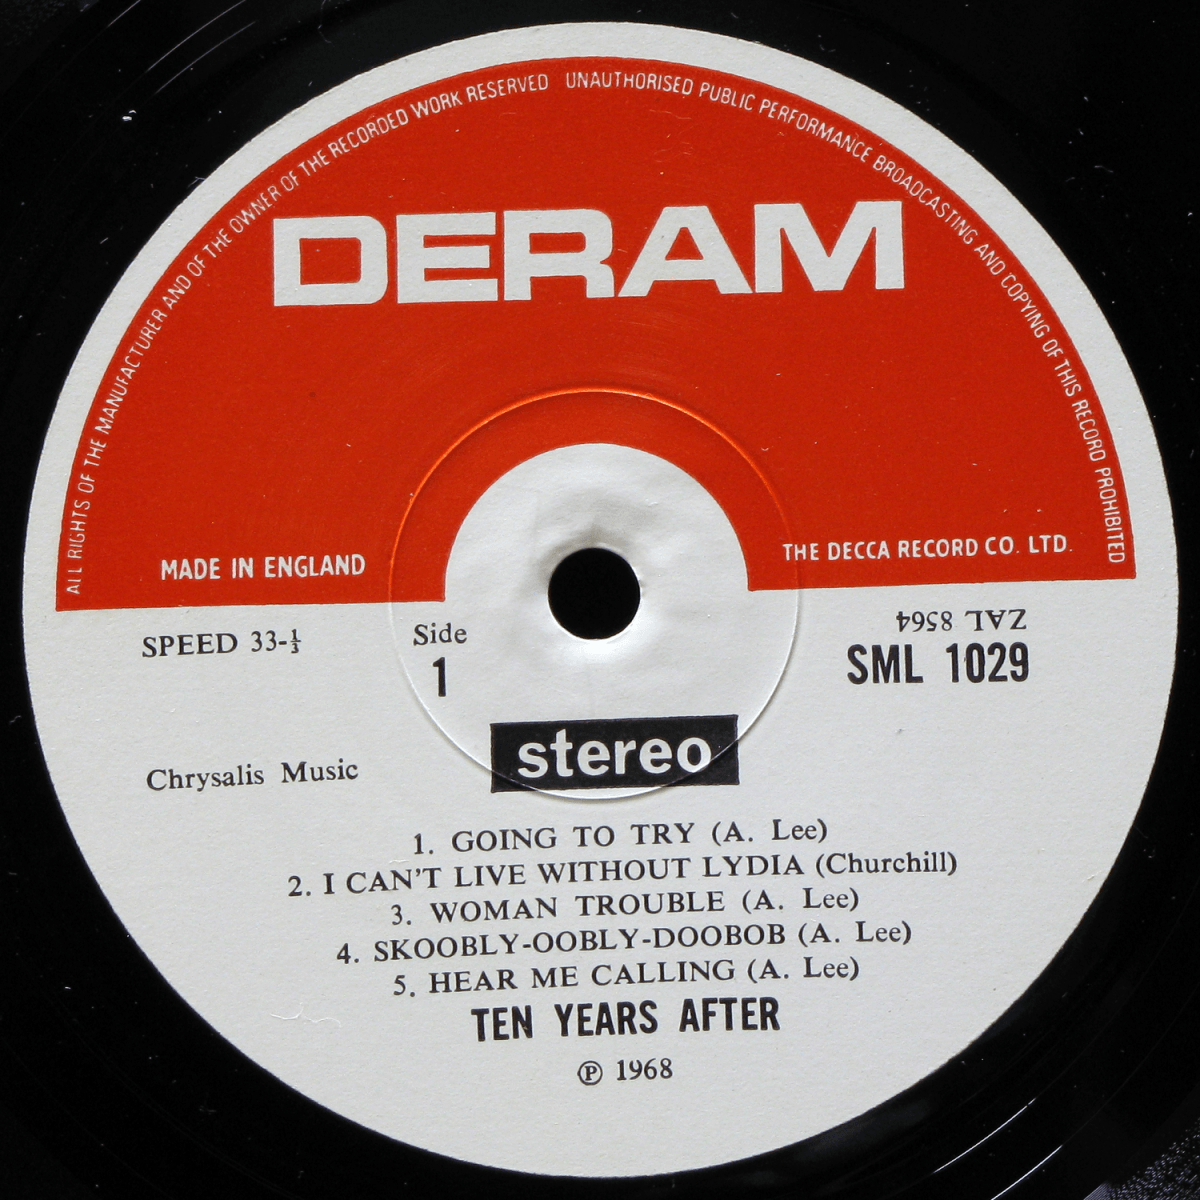 ALL RIGHTS OF THE MANUFACTURER AND OF THE OWNER OF THE RECORDED WORK RESERVED UNAUTHORISED PUBLIC PERFORMANCE BROADCASTING AND COPYING OF THIS RECORD PROHIBITED
DERAM
MADE IN ENGLAND
THE DECCA RECORD CO. LTD.
SPEED 33-⅓
Side
1
ZAL 8564
SML 1029
stereo
Chrysalis Music
1. GOING TO TRY (A. Lee)
2. I CAN'T LIVE WITHOUT LYDIA (Churchill)
3. WOMAN TROUBLE (A. Lee)
4. SKOOBLY-OOBLY-DOOBOB (A. Lee)
5. HEAR ME CALLING (A. Lee)
TEN YEARS AFTER
℗ 1968